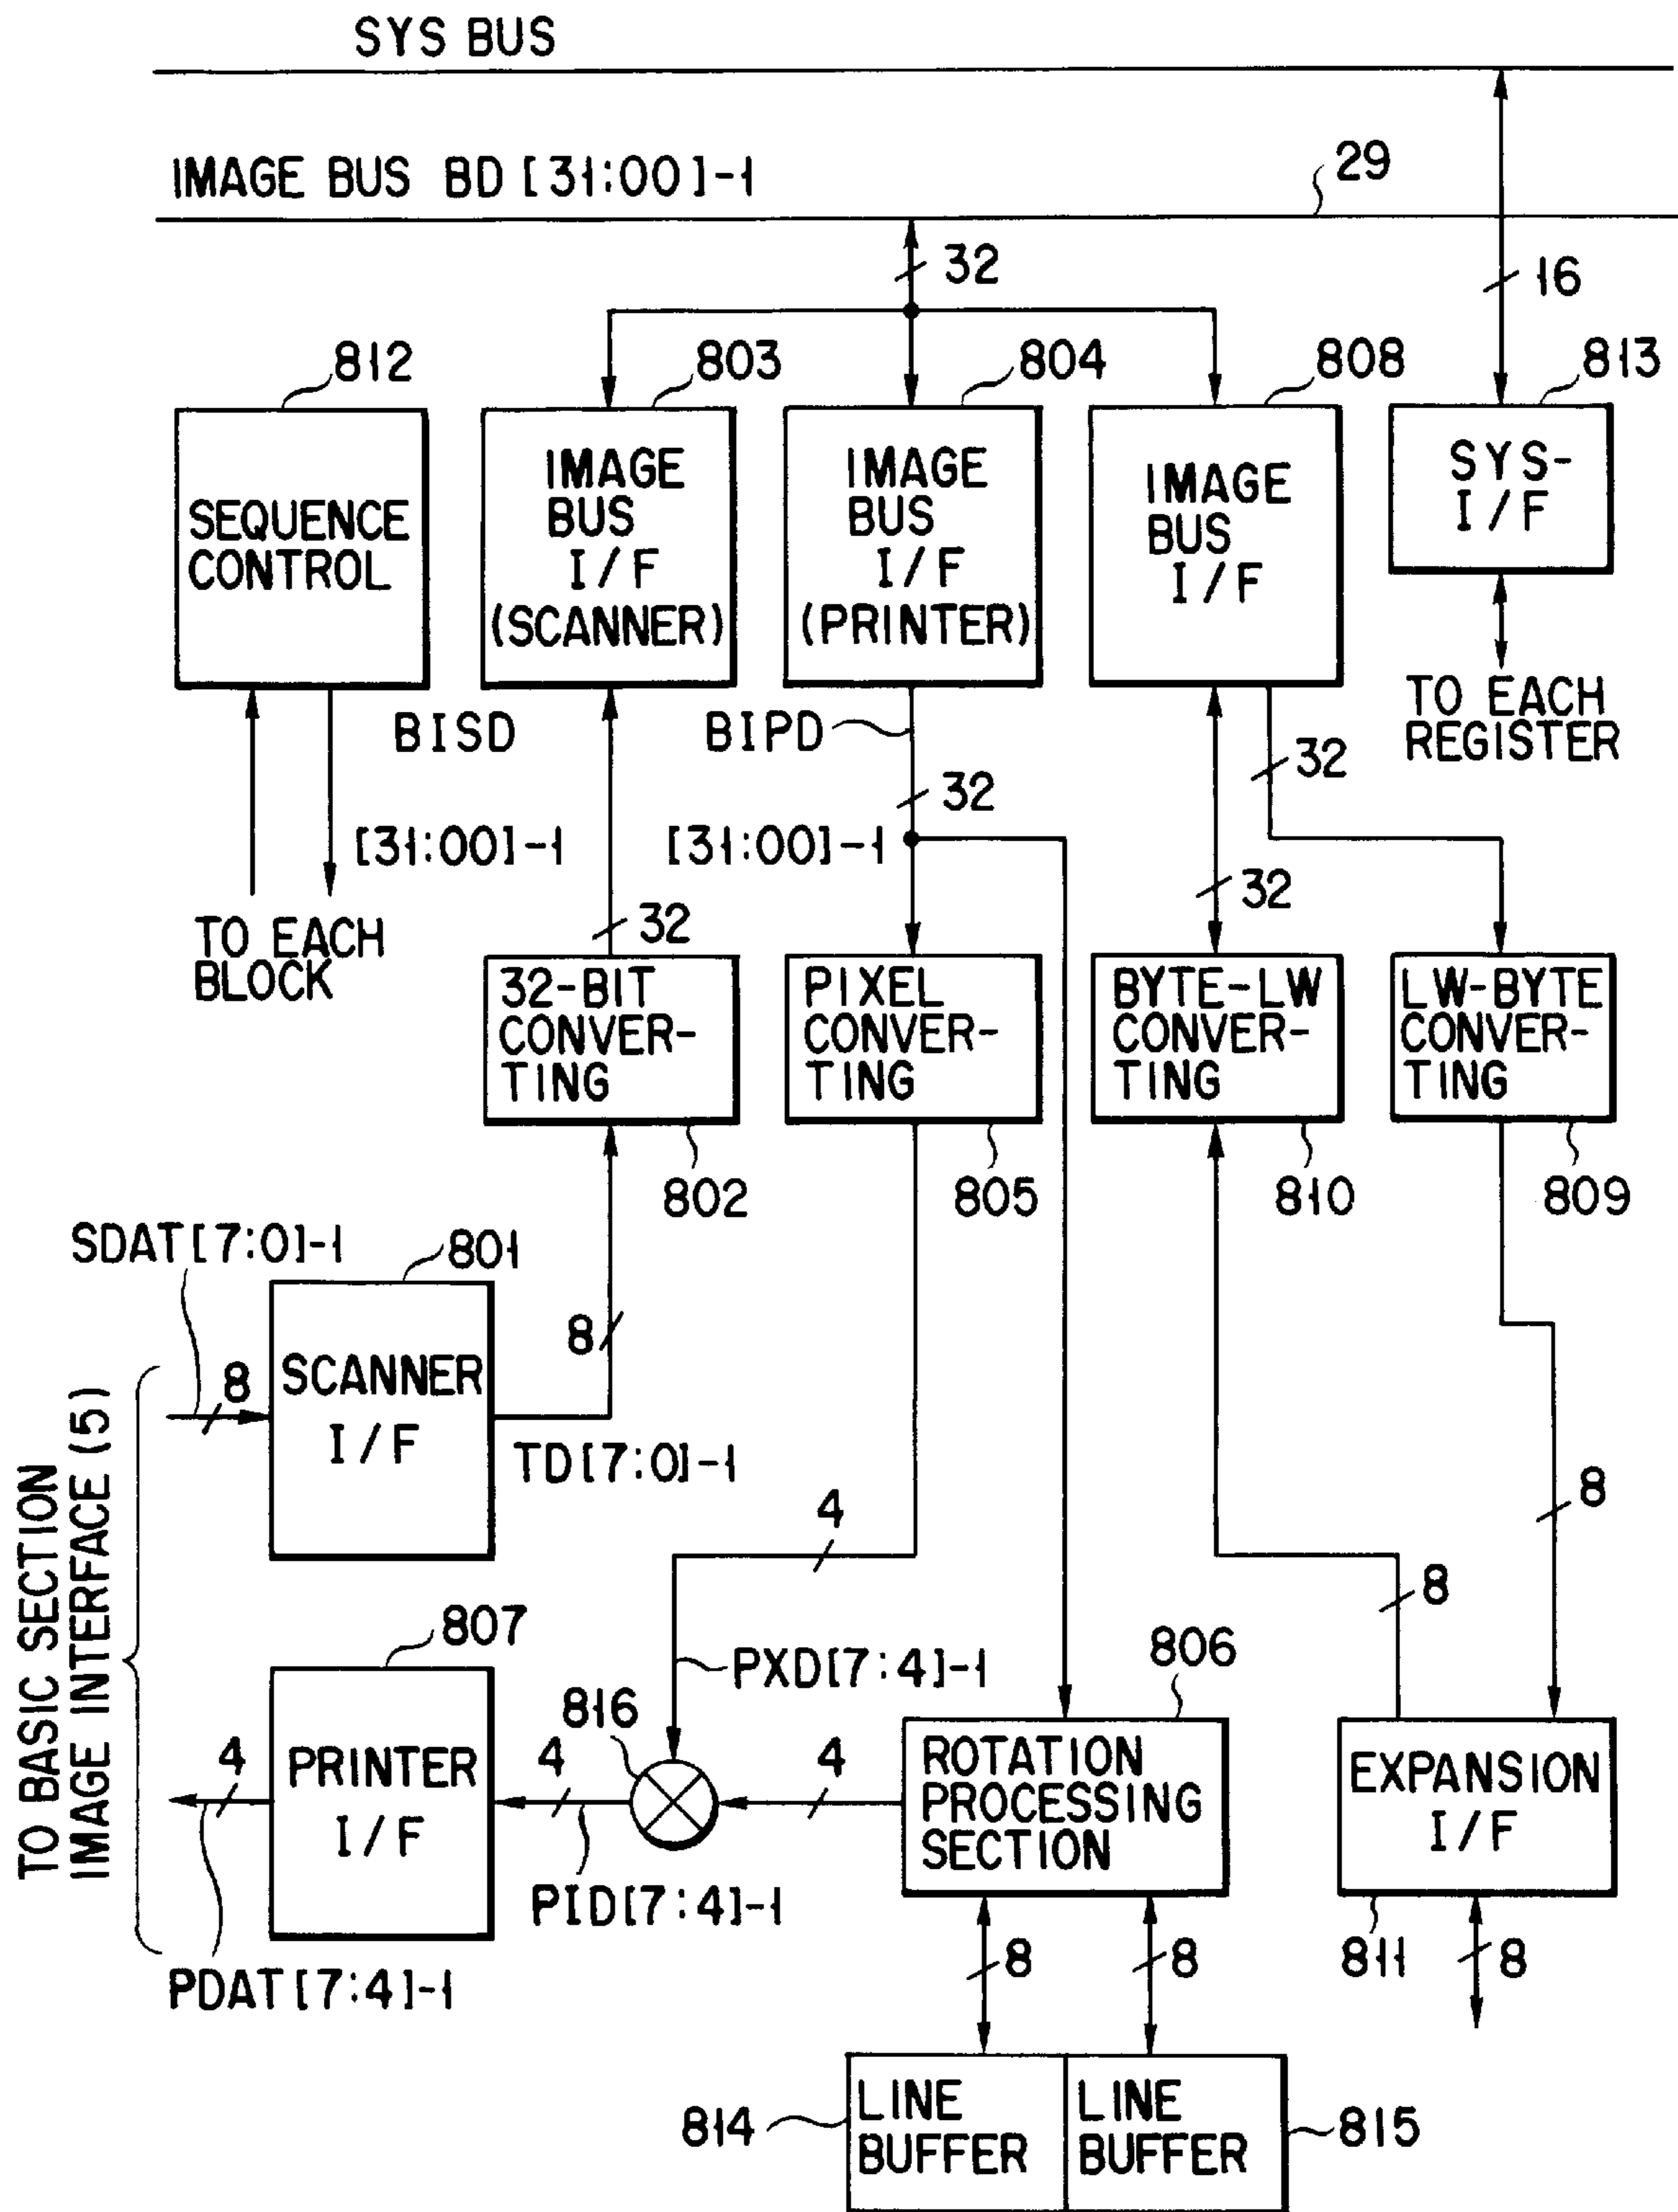 SYS BUS
IMAGE BUS BD [31:00]-1
29
32
16
812
803
804
808
813
SEQUENCE
CONTROL
IMAGE
BUS
I/F
(SCANNER)
IMAGE
BUS
I/F
(PRINTER)
IMAGE
BUS
I/F
SYS-
I/F
BISD
BIPD
TO EACH
REGISTER
32
32
[31:00]-1
[31:00]-1
32
32
TO EACH
BLOCK
32-BIT
CONVER-
TING
PIXEL
CONVER-
TING
BYTE-LW
CONVER-
TING
LW-BYTE
CONVER-
TING
802
805
810
809
SDAT[7:0]-1
801
8
8
SCANNER
I/F
TD[7:0]-1
4
8
8
TO BASIC SECTION
IMAGE INTERFACE (5)
807
PXD[7:4]-1
806
816
4
PRINTER
I/F
4
4
ROTATION
PROCESSING
SECTION
EXPANSION
I/F
PID[7:4]-1
PDAT[7:4]-1
8
8
811
8
814
LINE
BUFFER
LINE
BUFFER
815